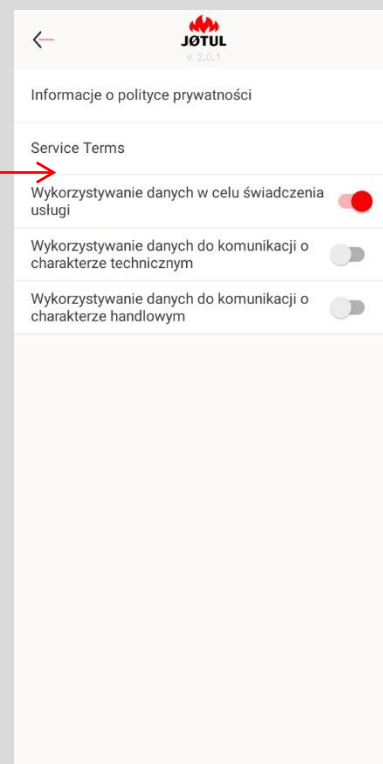 JØTUL
v. 2.0.1
Informacje o polityce prywatności
Service Terms
Wykorzystywanie danych w celu świadczenia
usługi
Wykorzystywanie danych do komunikacji o
charakterze technicznym
Wykorzystywanie danych do komunikacji o
charakterze handlowym